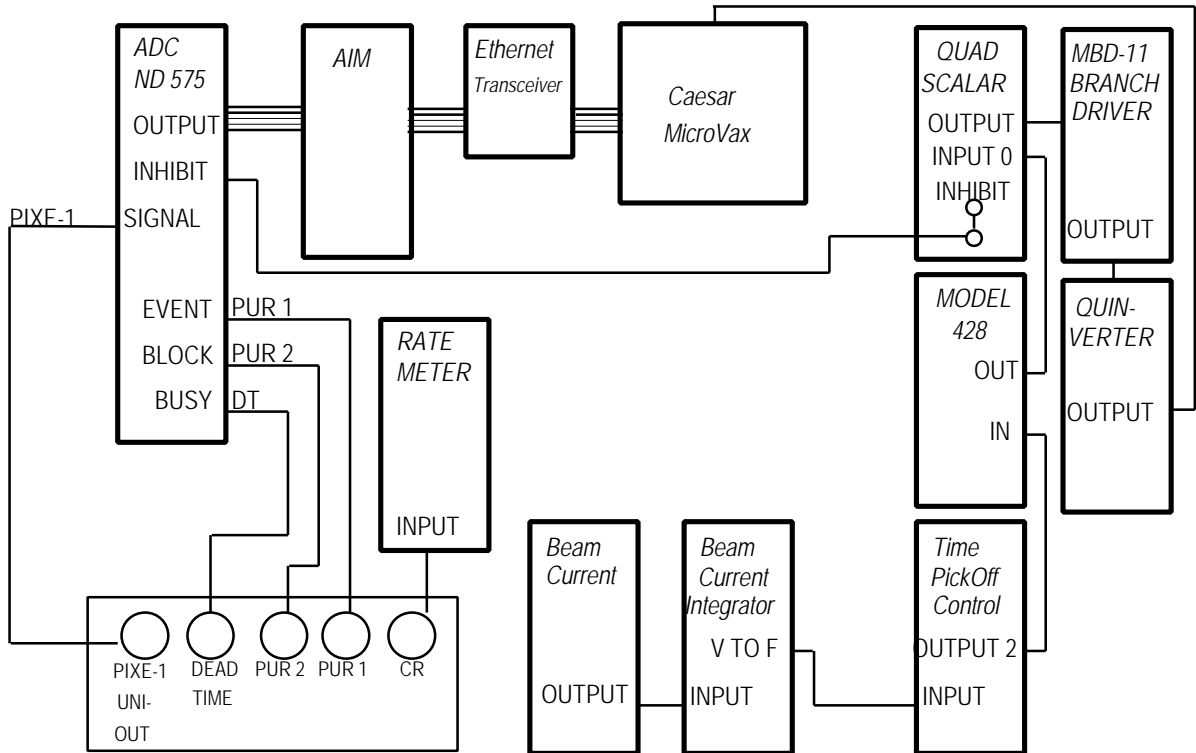 ADC
ND 575
OUTPUT
INHIBIT
SIGNAL
EVENT
BLOCK
BUSY
PIXE-1
PUR 1
PUR 2
DT
AIM
Ethernet
Transceiver
Caesar
MicroVax
QUAD
SCALAR
OUTPUT
INPUT 0
INHIBIT
MBD-11
BRANCH
DRIVER
OUTPUT
MODEL
428
OUT
IN
QUIN-
VERTER
OUTPUT
RATE
METER
INPUT
Beam
Current
OUTPUT
Beam
Current
Integrator
V TO F
INPUT
Time
PickOff
Control
OUTPUT 2
INPUT
PIXE-1
UNI-
OUT
DEAD
TIME
PUR 2
PUR 1
CR